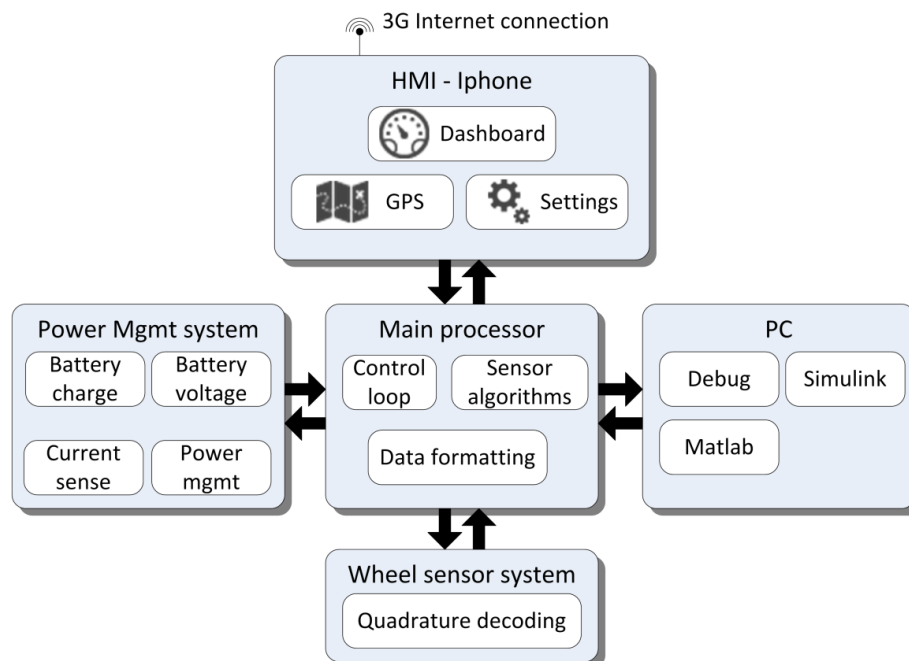 3G Internet connection
HMI - Iphone
Dashboard
GPS
Settings
Power Mgmt system
Battery
charge
Battery
voltage
Current
sense
Power
mgmt
Main processor
Control
loop
Sensor
algorithms
Data formatting
PC
Debug
Simulink
Matlab
Wheel sensor system
Quadrature decoding